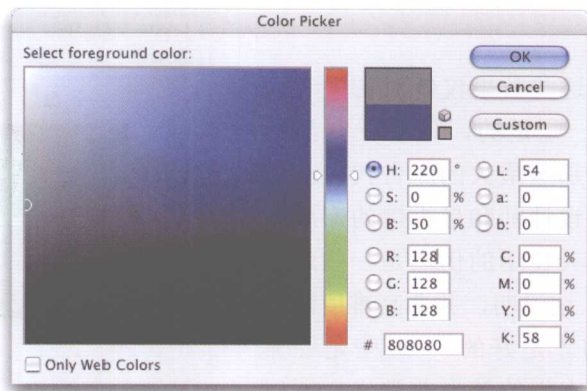 Color Picker
Select foreground color:
OK
Cancel
Custom
H: 220 ° L: 54
S: 0 % a: 0
B: 50 % b: 0
R: 128 C: 0 %
G: 128 M: 0 %
B: 128 Y: 0 %
# 808080 K: 58 %
Only Web Colors